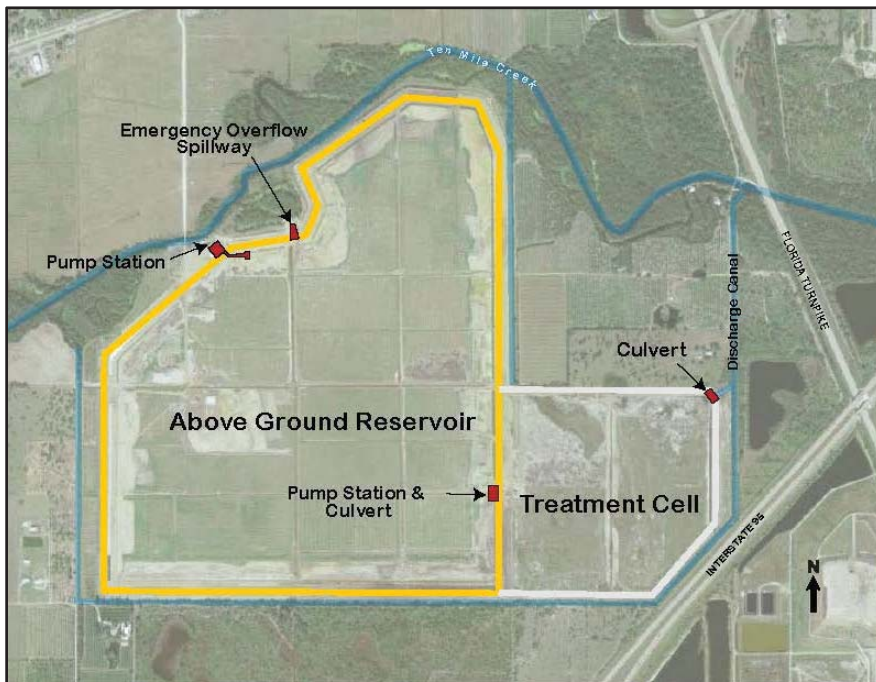 Ten Mile Creek
Emergency Overflow
Spillway
Pump Station
FLORIDA TURNPIKE
Discharge Canal
Culvert
Above Ground Reservoir
Pump Station &
Culvert
Treatment Cell
INTERSTATE 95
N